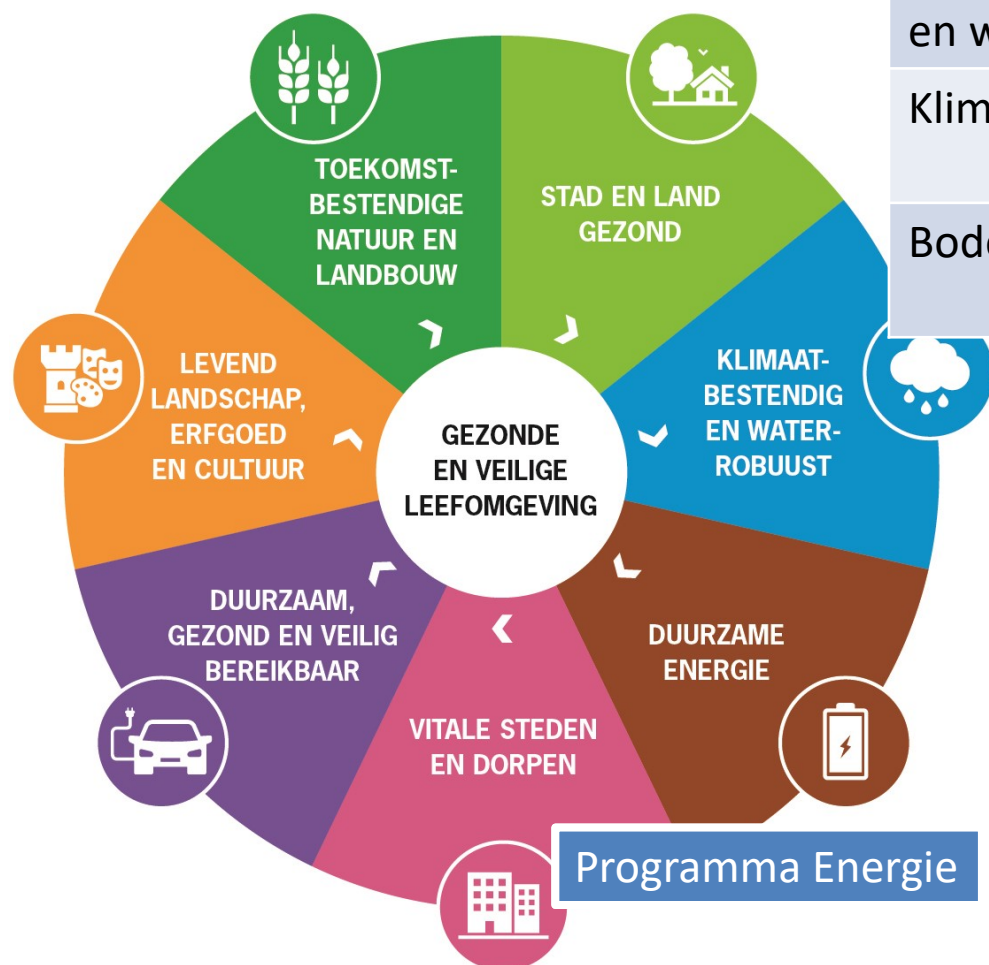 en w
Klim
Bod
TOEKOMST-
BESTENDIGE
NATUUR EN
LANDBOUW
STAD EN LAND
GEZOND
KLIMAAT-
BESTENDIG
EN WATER-
ROBUUST
DUURZAME
ENERGIE
VITALE STEDEN
EN DORPEN
DUURZAAM,
GEZOND EN VEILIG
BEREIKBAAR
LEVEND
LANDSCHAP,
ERFGOED
EN CULTUUR
GEZONDE
EN VEILIGE
LEEFOMGEVING
Programma Energie